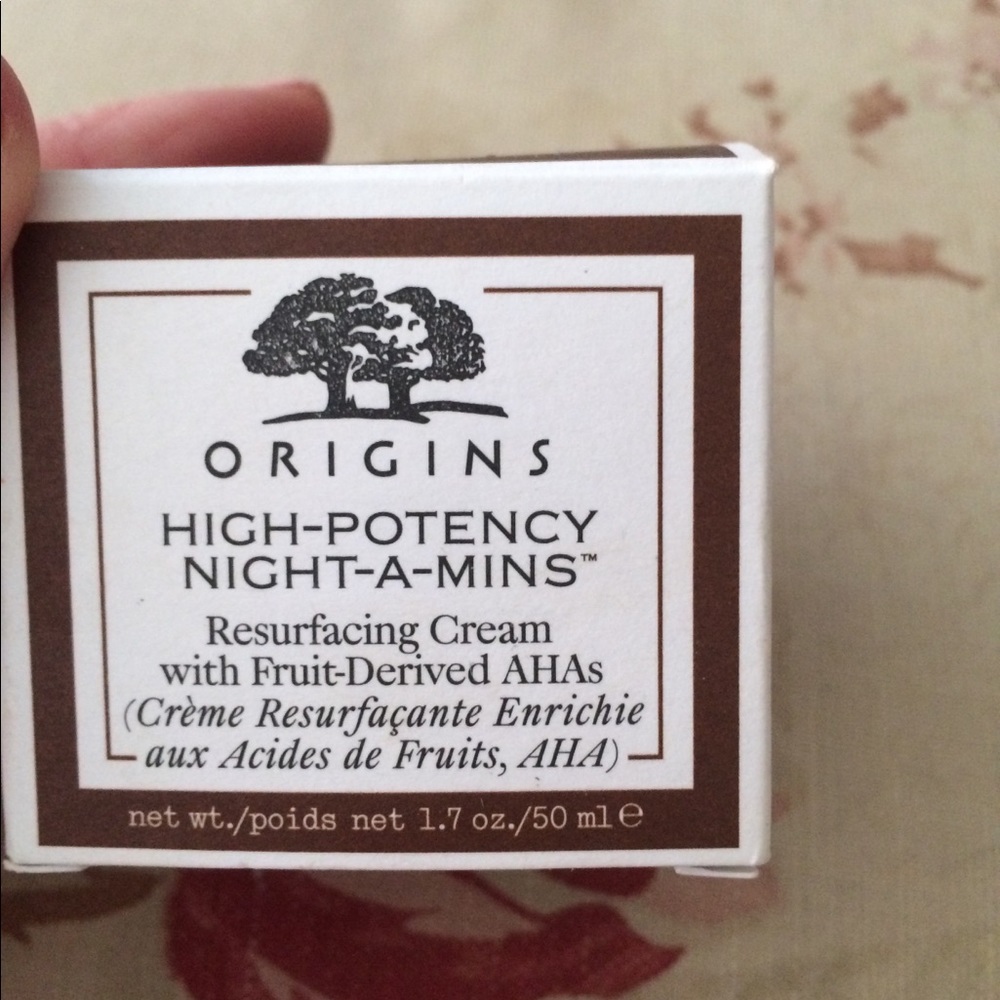 ORIGINS
HIGH-POTENCY
NIGHT-A-MINS™
Resurfacing Cream
with Fruit-Derived AHAs
(Crème Resurfaçante Enrichie
aux Acides de Fruits, AHA)
net wt./poids net 1.7 oz./50 ml ℮